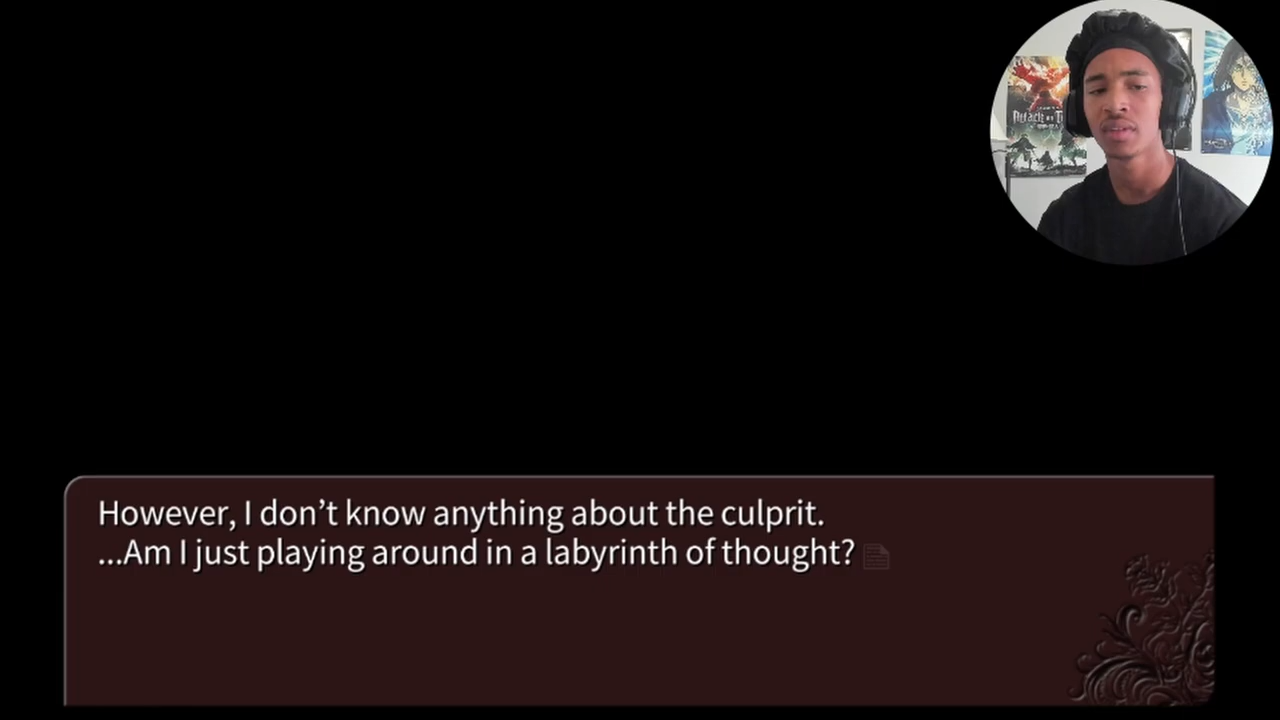 However, I don’t know anything about the culprit.
...Am I just playing around in a labyrinth of thought?